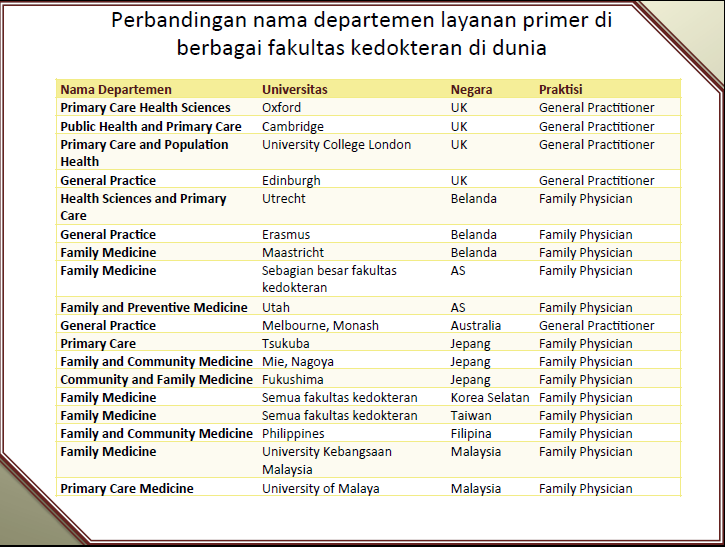 Perbandingan nama departemen layanan primer di
berbagai fakultas kedokteran di dunia
Nama Departemen Universitas Negara Praktisi
Primary Care Health Sciences Oxford UK General Practitioner
Public Health and Primary Care Cambridge UK General Practitioner
Primary Care and Population University College London UK General Practitioner
Health
General Practice Edinburgh UK General Practitioner
Health Sciences and Primary Utrecht Belanda Family Physician
Care
General Practice Erasmus Belanda Family Physician
Family Medicine Maastricht Belanda Family Physician
Family Medicine Sebagian besar fakultas AS Family Physician
kedokteran
Family and Preventive Medicine Utah AS Family Physician
General Practice Melbourne, Monash Australia General Practitioner
Primary Care Tsukuba Jepang Family Physician
Family and Community Medicine Mie, Nagoya Jepang Family Physician
Community and Family Medicine Fukushima Jepang Family Physician
Family Medicine Semua fakultas kedokteran Korea Selatan Family Physician
Family Medicine Semua fakultas kedokteran Taiwan Family Physician
Family and Community Medicine Philippines Filipina Family Physician
Family Medicine University Kebangsaan Malaysia Family Physician
Malaysia
Primary Care Medicine University of Malaya Malaysia Family Physician